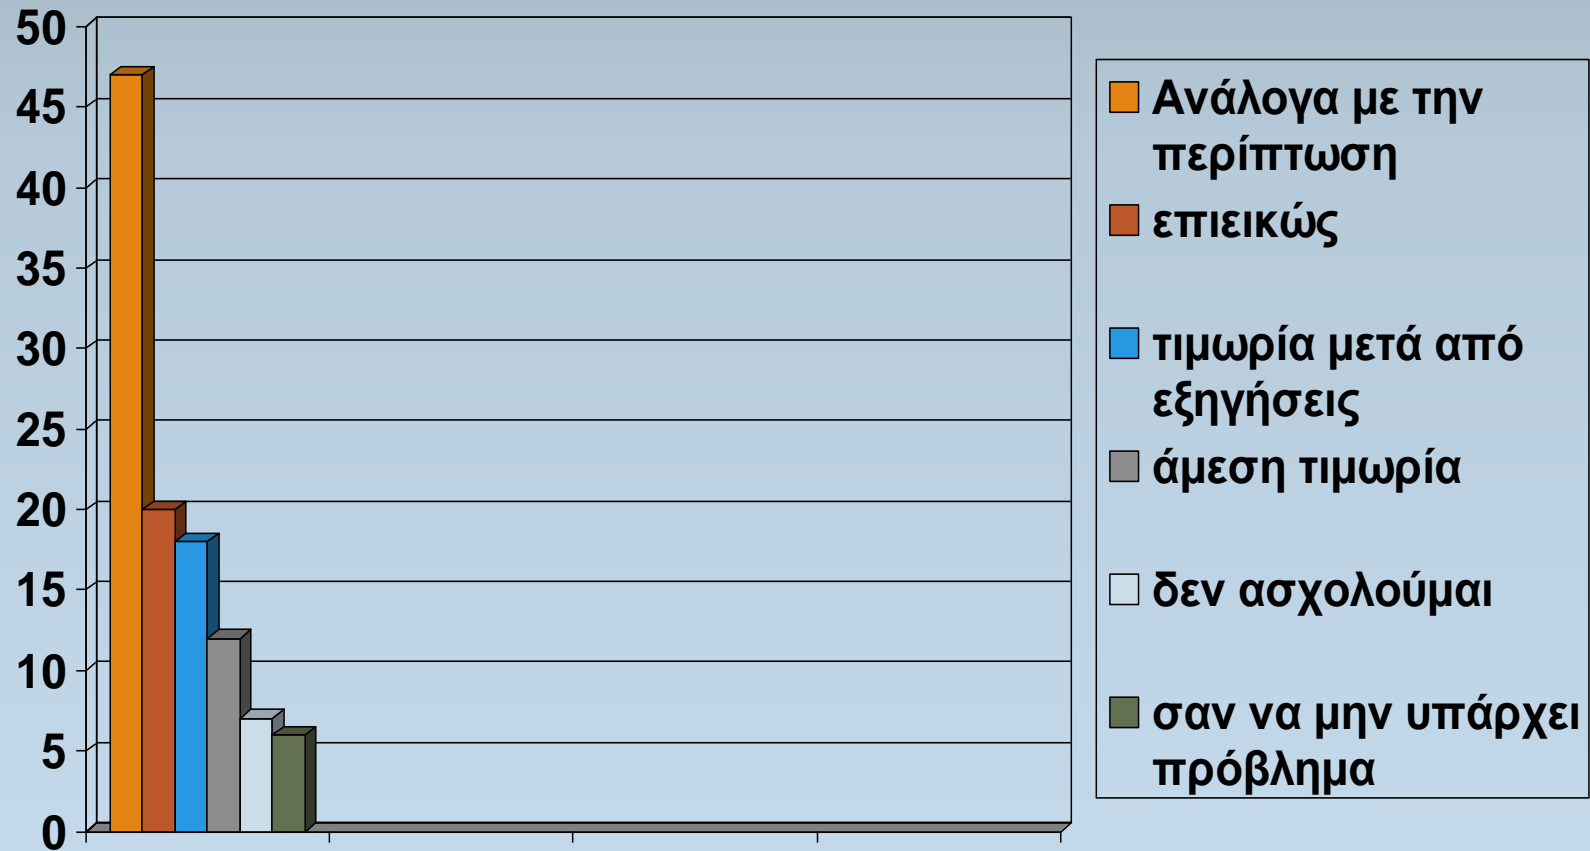 50
45
40
35
30
25
20
15
10
5
0
Ανάλογα με την
περίπτωση
επιεικώς
τιμωρία μετά από
εξηγήσεις
άμεση τιμωρία
δεν ασχολούμαι
σαν να μην υπάρχει
πρόβλημα